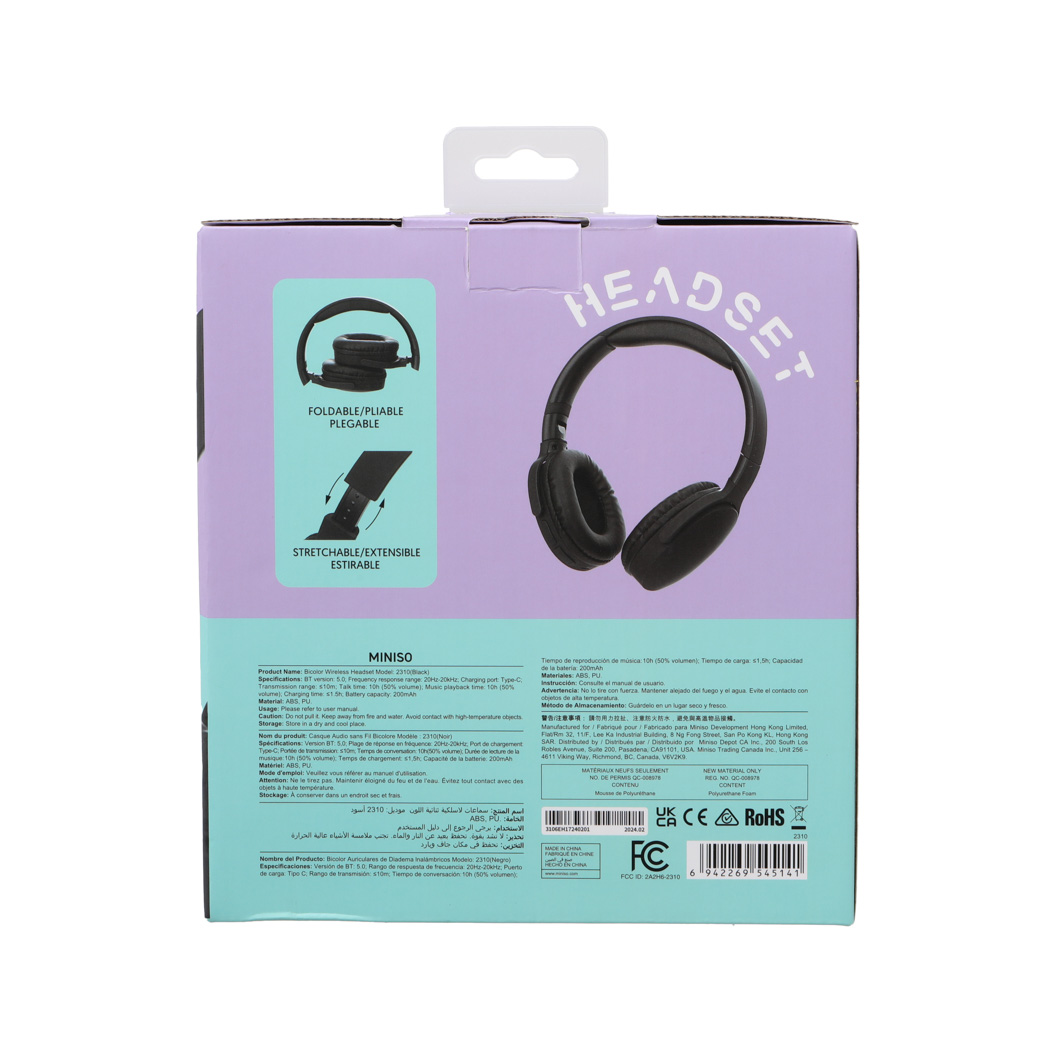 HEADSET
FOLDABLE/PLIABLE
PLEGABLE
STRETCHABLE/EXTENSIBLE
ESTIRABLE
MINISO
Product Name: Bicolor Wireless Headset Model: 2310(Black)
Specifications: BT version: 5.0; Frequency response range: 20Hz-20kHz; Charging port: Type-C;
Transmission range: ≤10m; Talk time: 10h (50% volume); Music playback time: 10h (50%
volume); Charging time: ≤1.5h; Battery capacity: 200mAh
Material: ABS, PU.
Usage: Please refer to user manual.
Caution: Do not pull it. Keep away from fire and water. Avoid contact with high-temperature objects.
Storage: Store in a dry and cool place.
Nom du produit: Casque Audio sans Fil Bicolore Modèle : 2310(Noir)
Spécifications: Version BT: 5,0; Plage de réponse en fréquence: 20Hz-20kHz; Port de chargement:
Type-C; Portée de transmission: ≤10m; Temps de conversation: 10h(50% volume); Durée de lecture de la
musique: 10h (50% volume); Temps de chargement: ≤1,5h; Capacité de la batterie: 200mAh
Matériel: ABS, PU.
Mode d'emploi: Veuillez vous référer au manual d'utilisation.
Attention: Ne le tirez pas. Maintenir éloigné du feu et de l'eau. Évitez tout contact avec des
objets à haute température.
Stockage: À conserver dans un endroit sec et frais.
اسم المنتج: سماعات لاسلكية ثنائية اللون موديل: 2310 أسود
الخامة: ABS, PU.
الاستخدام: يرجى الرجوع إلى دليل المستخدم
تحذير: لا تشد بقوة. تحفظ بعيد عن النار والماء. تجنب ملامسة الأشياء عالية الحرارة
التخزين: تحفظ في مكان جاف وبارد
Nombre del Producto: Bicolor Auriculares de Diadema Inalámbricos Modelo: 2310(Negro)
Especificaciones: Versión de BT: 5.0; Rango de respuesta de frecuencia: 20Hz-20kHz; Puerto
de carga: Tipo C; Rango de transmisión: ≤10m; Tiempo de conversación:10h (50% volumen);
Tiempo de reproducción de música: 10h (50% volumen); Tiempo de carga: ≤1,5h; Capacidad
de la batería: 200mAh
Materiales: ABS, PU.
Instrucción: Consulte el manual de usuario.
Advertencia: No lo tire con fuerza. Mantener alejado del fuego y el agua. Evite el contacto con
objetos de alta temperatura.
Método de Almacenamiento: Guárdelo en un lugar seco y fresco.
警告/注意事項：請勿用力拉扯，注意防火防水，避免與高溫物品接觸。
Manufactured for / Fabriqué pour / Fabricado para Miniso Development Hong Kong Limited,
Flat/Rm 32, 11/F, Lee Ka Industrial Building, 8 Ng Fong Street, San Po Kong KL, Hong Kong
SAR. Distributed by / Distribués par / Distribuido por Miniso Depot CA Inc., 200 South Los
Robles Avenue, Suite 200, Pasadena; CA91101, USA. Miniso Trading Canada Inc., Unit 256 –
4611 Viking Way, Richmond, BC, Canada, V6V2K9.
MATÉRIAUX NEUFS SEULEMENT
NO. DE PERMIS QC-008978
CONTENU
Mousse de Polyuréthane
NEW MATERIAL ONLY
REG. NO. QC-008978
CONTENT
Polyurethane Foam
3106EH17240201 2024.02
UK
CA
CE
RoHS
2310
MADE IN CHINA
FABRIQUÉ EN CHINE
صنع في الصين
HECHO EN CHINA
www.miniso.com
FC
FCC ID: 2A2H6-2310
6 942269 545141